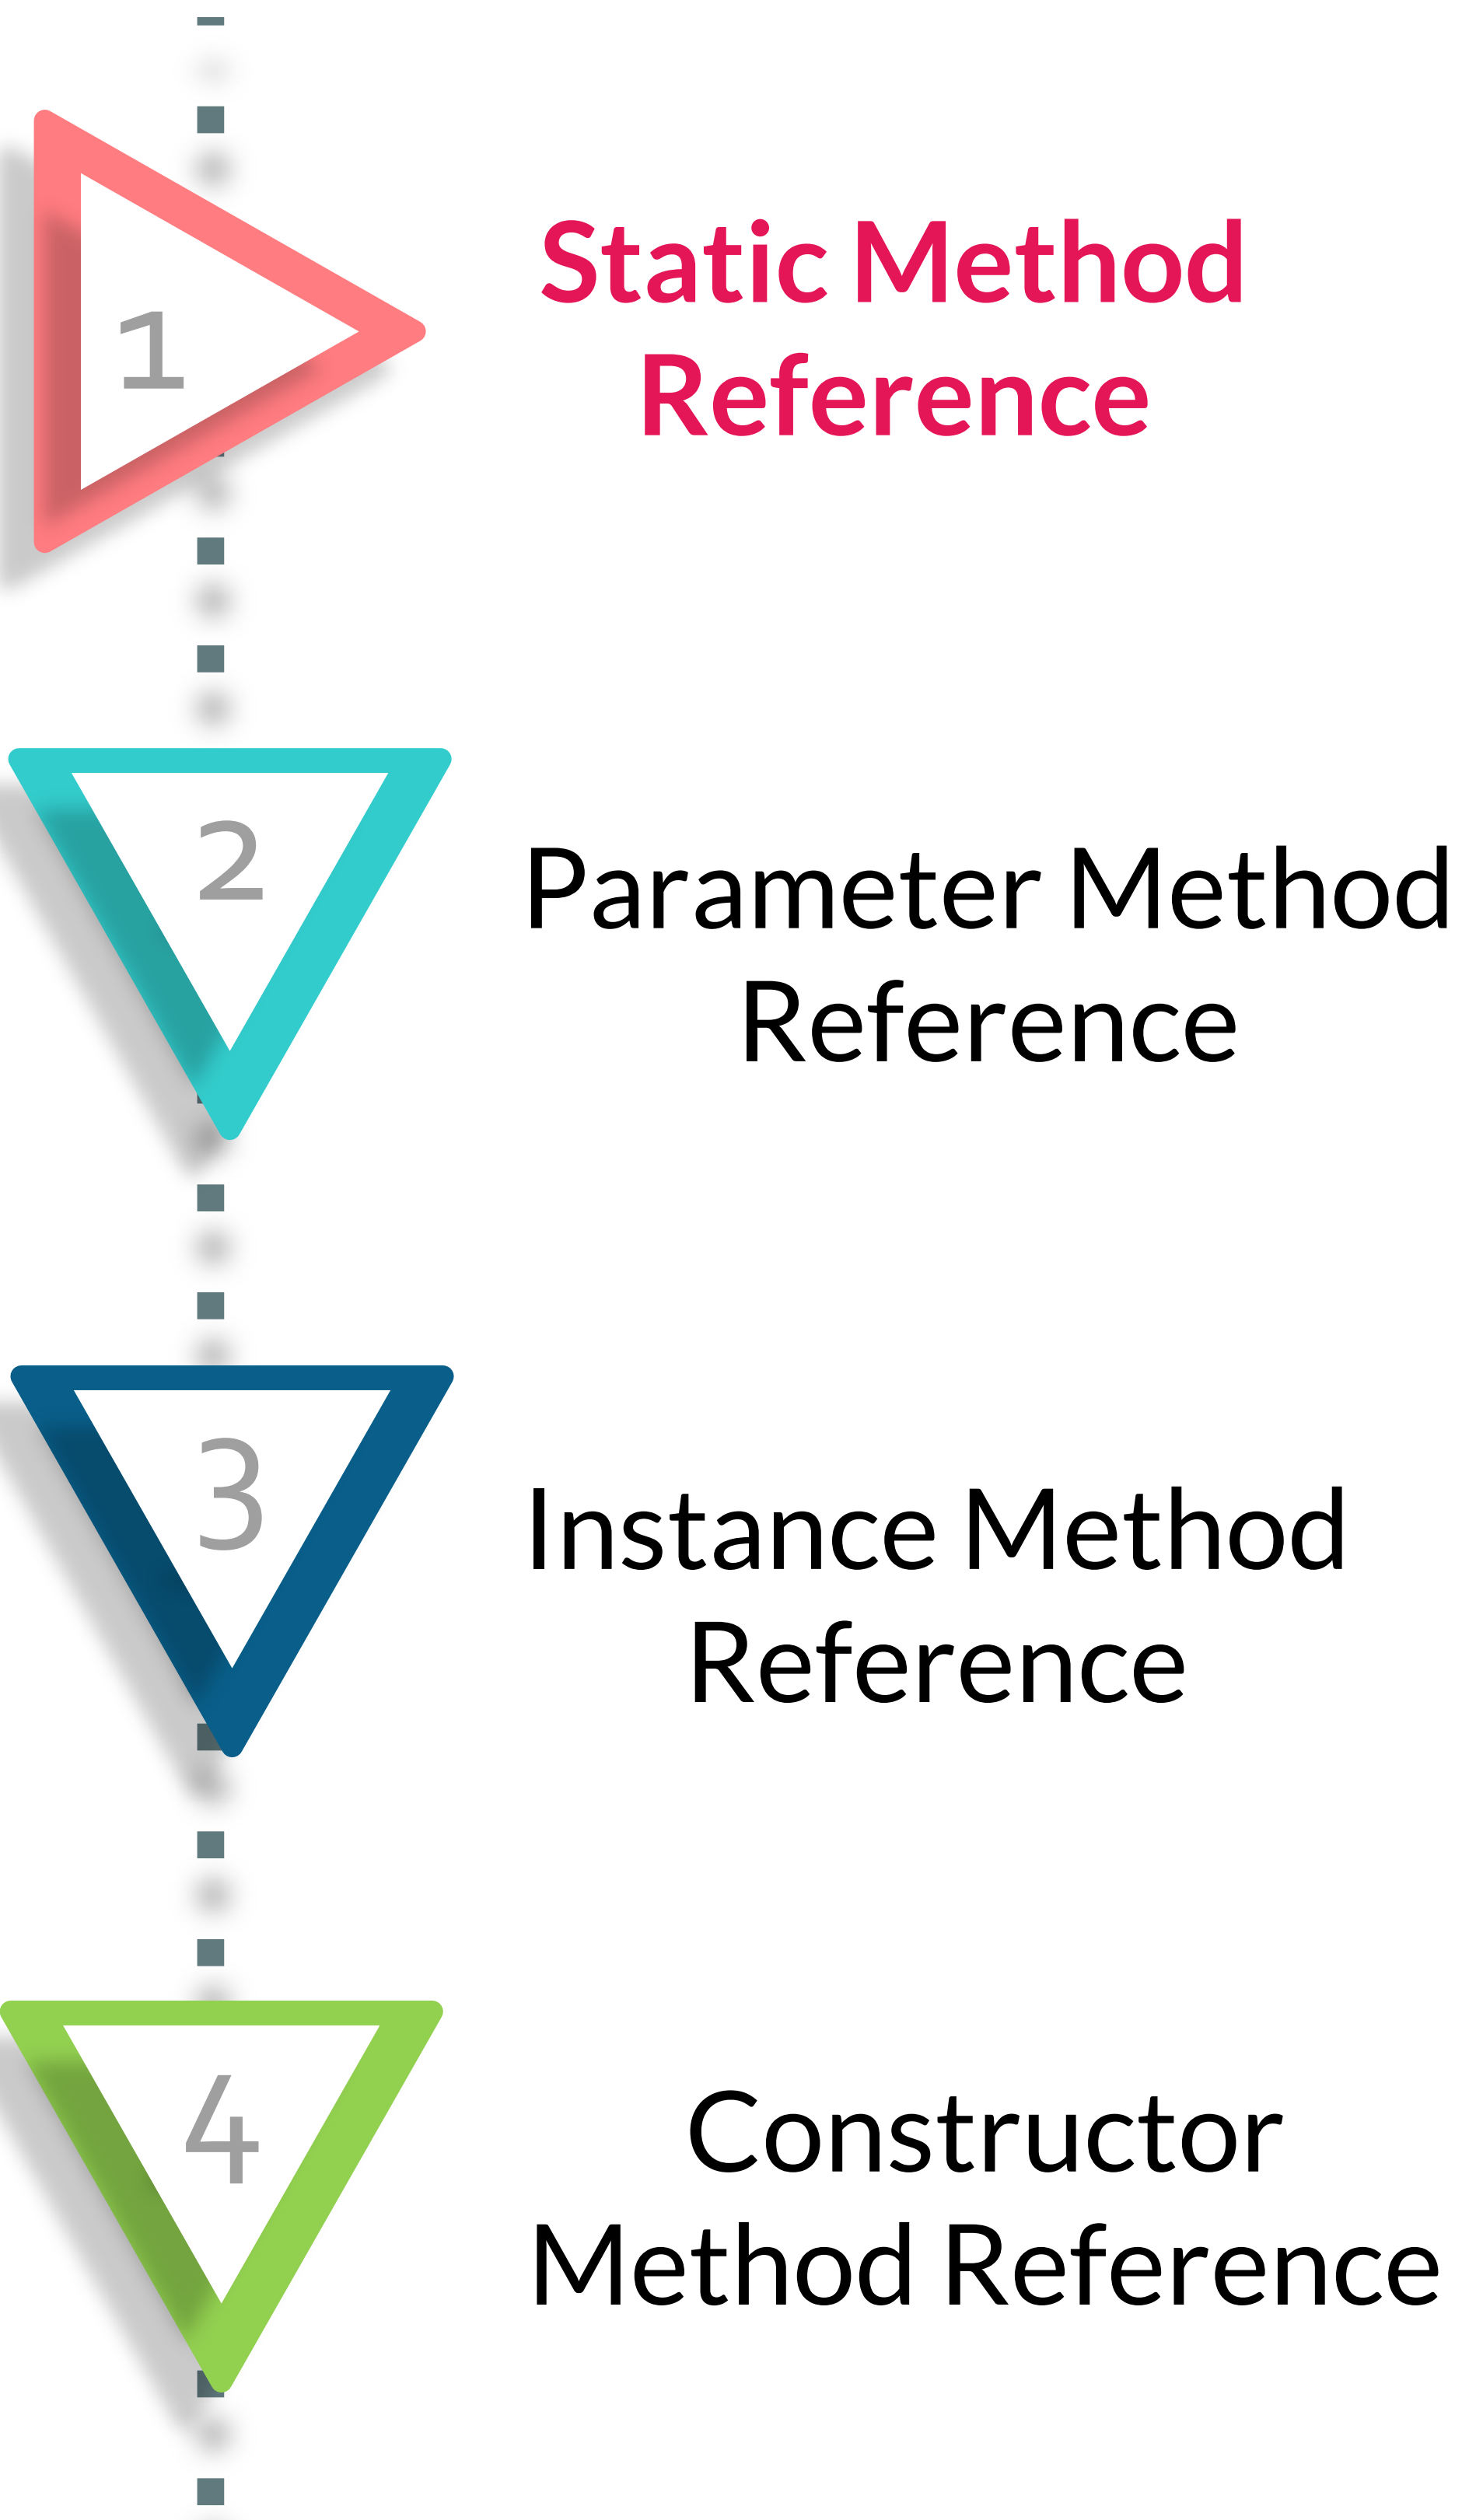 1
Static Method
Reference
2
Parameter Method
Reference
3
Instance Method
Reference
4
Constructor
Method Reference